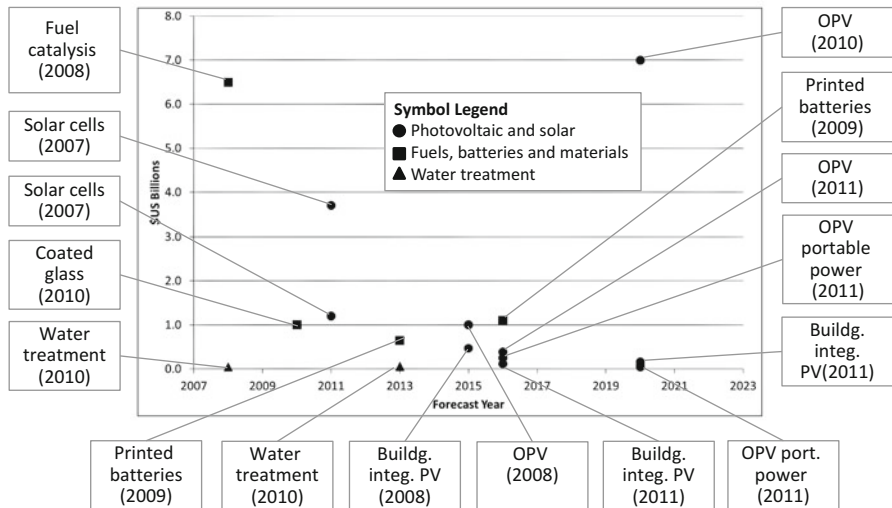 Fuel
catalysis
(2008)
Solar cells
(2007)
Solar cells
(2007)
Coated
glass
(2010)
Water
treatment
(2010)
8.0
7.0
6.0
5.0
4.0
3.0
2.0
1.0
0.0
$US Billions
Symbol Legend
Photovoltaic and solar
Fuels, batteries and materials
Water treatment
2007
2009
2011
2013
2015
2017
2019
2021
2023
Forecast Year
OPV
(2010)
Printed
batteries
(2009)
OPV
(2011)
OPV
portable
power
(2011)
Buildg.
integ.
PV(2011)
Printed
batteries
(2009)
Water
treatment
(2010)
Buildg.
integ. PV
(2008)
OPV
(2008)
Buildg.
integ. PV
(2011)
OPV port.
power
(2011)